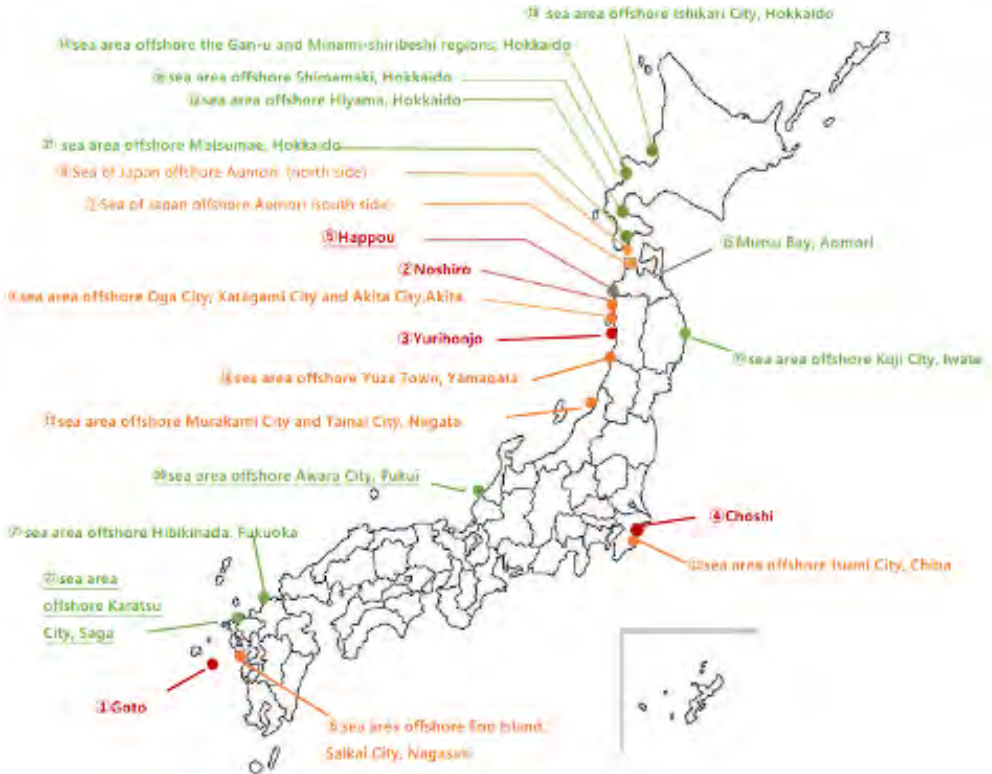 sea area offshore Ishikari City, Hokkaido
sea area offshore the Gan-u and Minami-shiribeshi regions, Hokkaido
sea area offshore Shimamaki, Hokkaido
sea area offshore Hiyama, Hokkaido
sea area offshore Matsumae, Hokkaido
Sea of Japan offshore Aomori (north side)
Sea of Japan offshore Aomori (south side)
⑤Happou
Mutsu Bay, Aomori
②Noshiro
sea area offshore Oga City, Katagami City and Akita City,Akita
③Yurihonjo
sea area offshore Kuji City, Iwate
sea area offshore Yuza Town, Yamagata
sea area offshore Murakami City and Tainai City, Niigata
sea area offshore Awara City, Fukui
④Choshi
sea area offshore Hibikinada, Fukuoka
sea area offshore Isumi City, Chiba
sea area
offshore Karatsu
City, Saga
①Goto
sea area offshore Eno Island,
Saikai City, Nagasaki